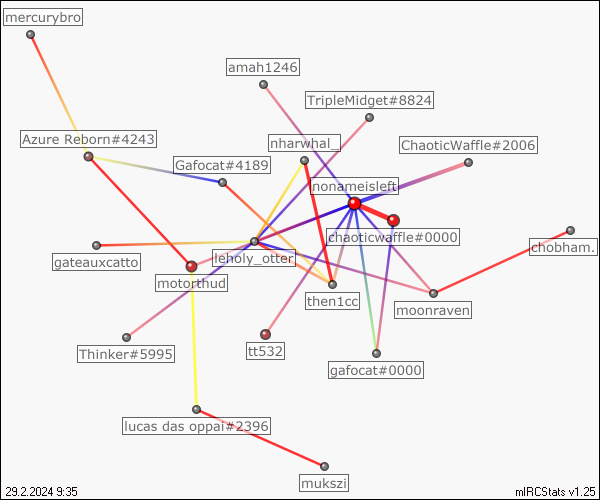 mercurybro
amah1246
TripleMidget#8824
Azure Reborn#4243
nharwhal_
ChaoticWaffle#2006
Gafocat#4189
nonameisleft
chaoticwaffle#0000
chobham.
gateauxcatto
leholy_otter
motorthud
then1cc
moonraven
Thinker#5995
tt532
gafocat#0000
lucas das oppai#2396
mukszi
29.2.2024 9:35
mIRCStats v1.25